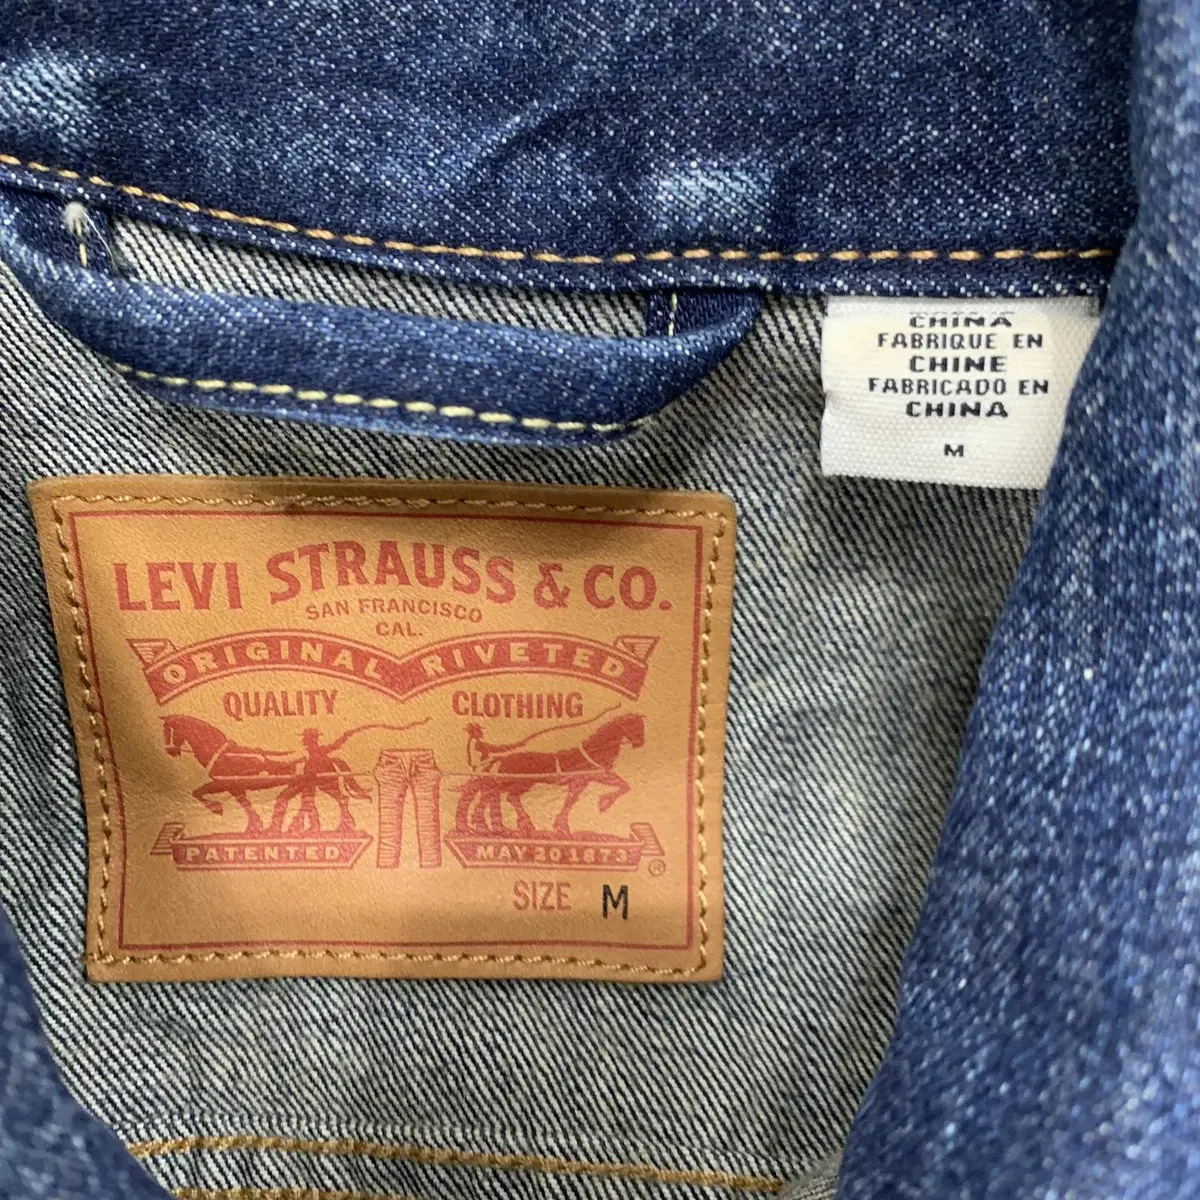 CHINA
FABRIQUE EN
CHINE
FABRICADO EN
CHINA
M
LEVI STRAUSS & CO.
SAN FRANCISCO
CAL.
ORIGINAL RIVETED
QUALITY CLOTHING
PATENTED MAY 20 1873
®
SIZE M